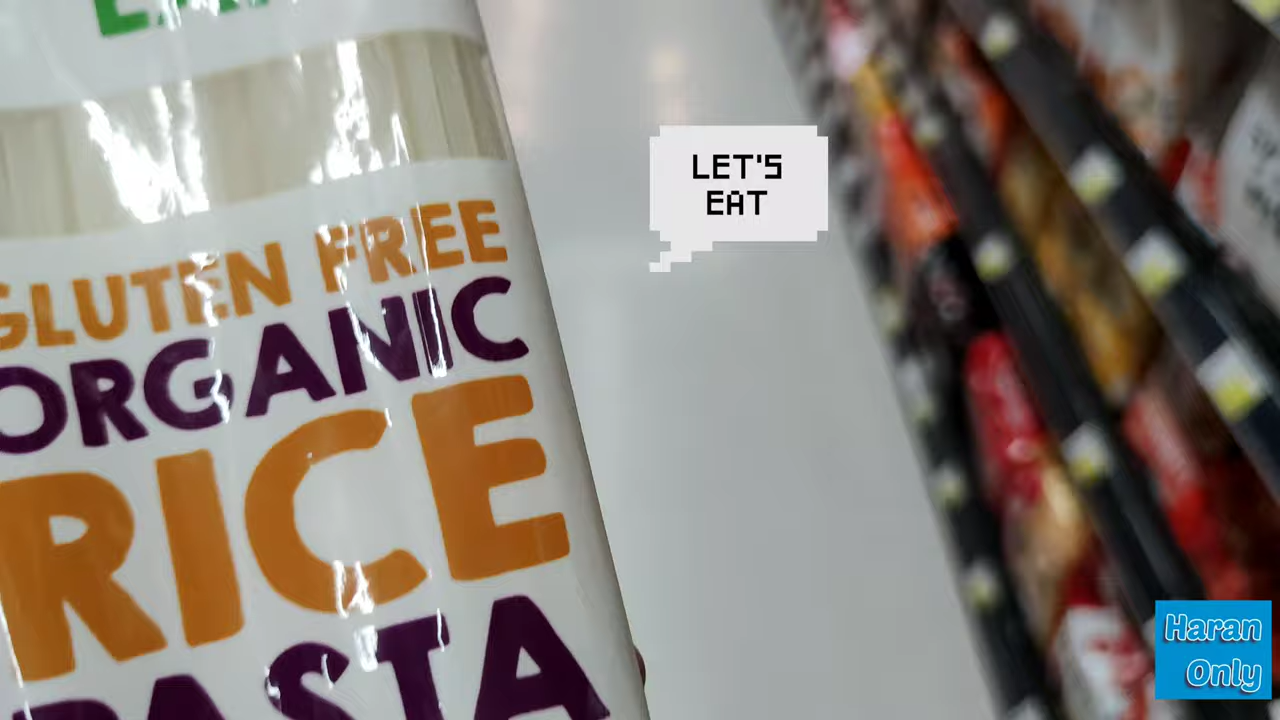 GLUTEN FREE
ORGANIC
RICE
PASTA
LET'S
EAT
Haran
Only